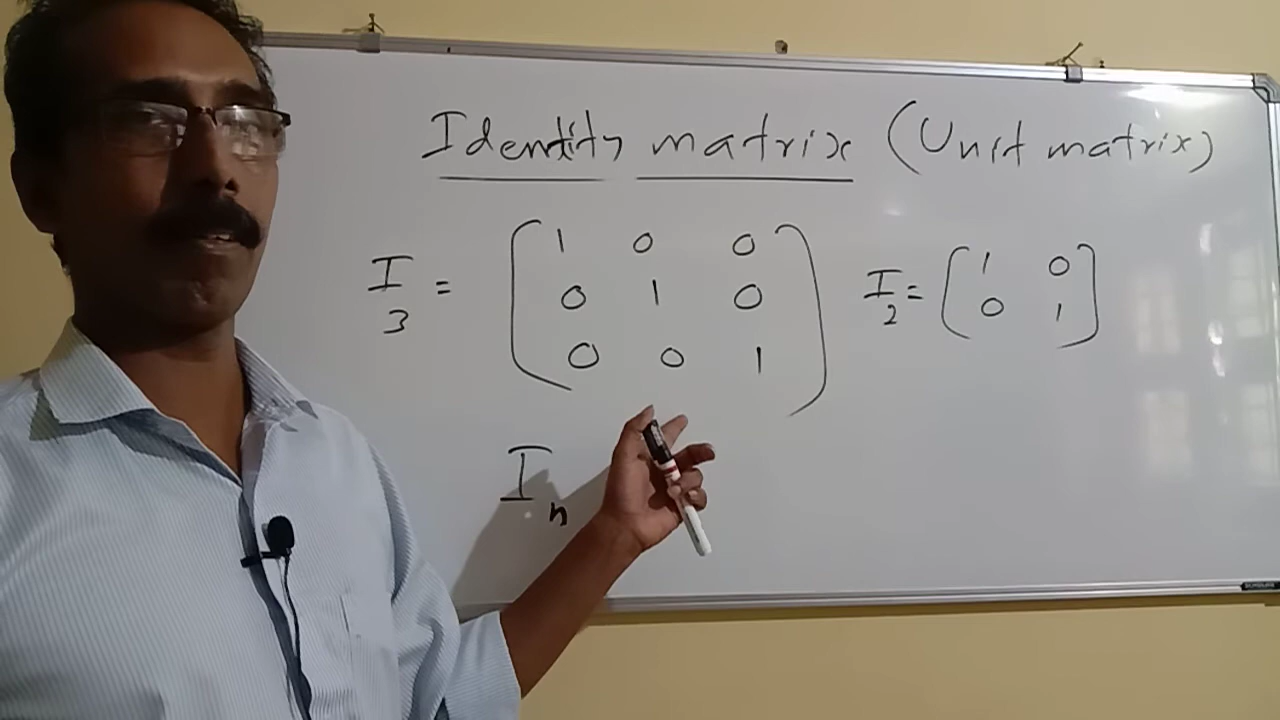 Identity matrix (Unit matrix)
I3 = (1 0 0
0 1 0
0 0 1)
I2 = (1 0
0 1)
In